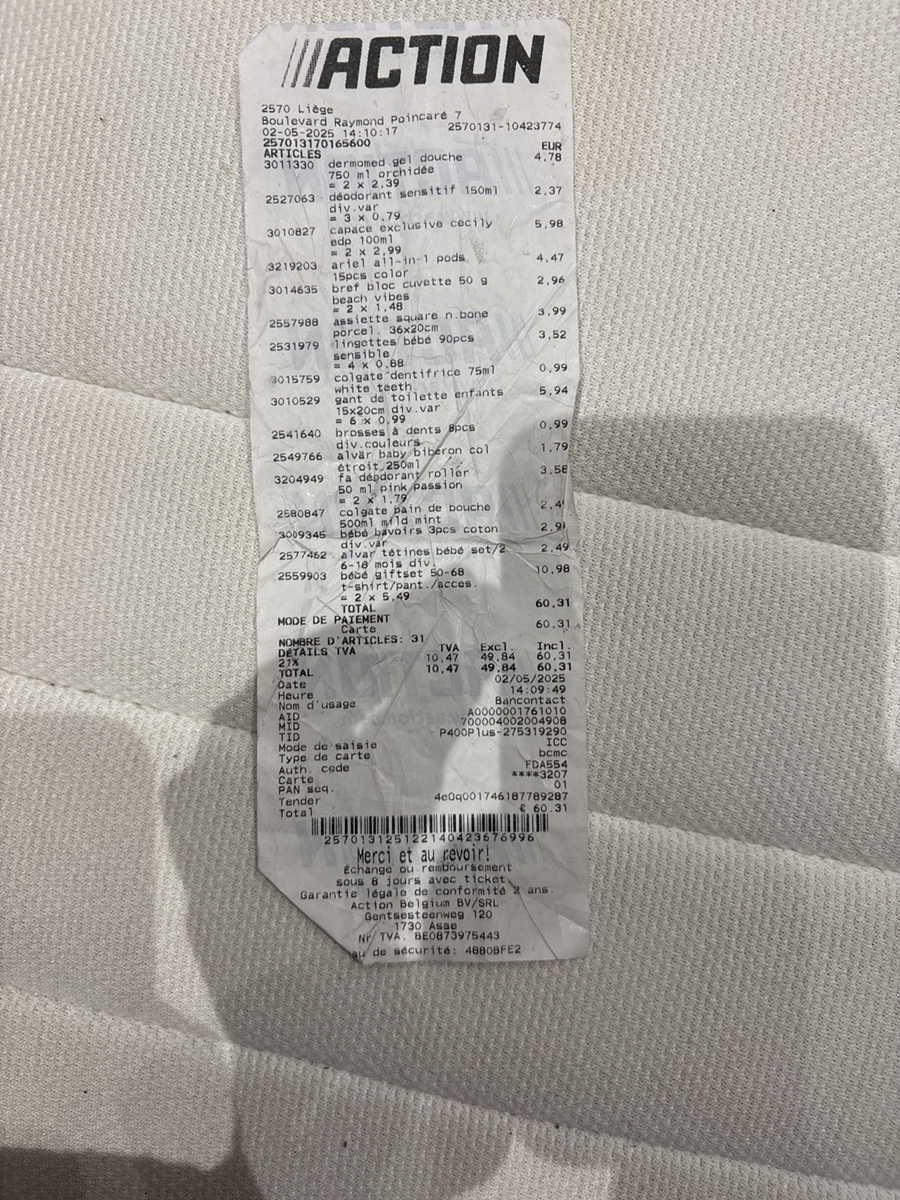 ACTION
2570 Liège
Boulevard Raymond Poincaré 7
02-05-2025 14:10:17 2570131-10423774
257013170165600 EUR
ARTICLES
3011330 dermomed gel douche 4,78
750 ml orchidée
= 2 x 2,39
2527063 déodorant sensitif 150ml 2,37
div.var
= 3 x 0,79
3010827 capace exclusive cecily 5,98
edp 100ml
= 2 x 2,99
3219203 ariel all-in-1 pods 4,47
15pcs color
3014635 bref bloc cuvette 50 g 2,96
beach vibes
= 2 x 1,48
2557988 assiette square n.bone 3,99
porcel. 36x20cm
2531979 lingettes bébé 90pcs 3,52
sensible
= 4 x 0,88
3015759 colgate dentifrice 75ml 0,99
white teeth
3010529 gant de toilette enfants 5,94
15x20cm div.var
= 6 x 0,99
2541640 brosses à dents 8pcs 0,99
div.couleurs
2549766 alvar baby biberon col 1,79
étroit 250ml
3204949 fa déodorant roller 3,58
50 ml pink passion
= 2 x 1,79
2580847 colgate bain de bouche
500ml mild mint
3009345 bébé bavoirs 3pcs coton
div.var
2577462 alvar tétines bébé set/2 2,49
6-18 mois div.
2559903 bébé giftset 50-68 10,98
t-shirt/pant./acces.
= 2 x 5,49
TOTAL 60,31
MODE DE PAIEMENT
Carte 60,31
NOMBRE D'ARTICLES: 31
DÉTAILS TVA TVA Excl. Incl.
21% 10,47 49,84 60,31
TOTAL 10,47 49,84 60,31
Date 02/05/2025
Heure 14:09:49
Nom d'usage Bancontact
AID A0000001761010
MID 700004002004908
TID P400Plus-275319290
Mode de saisie ICC
Type de carte bcmc
Auth. code FDA554
Carte ****3207
PAN seq. 01
Tender 4e0q001746187789287
Total € 60.31
257013125122140423676996
Merci et au revoir!
Échange ou remboursement
sous 8 jours avec ticket.
Garantie légale de conformité 2 ans.
Action Belgium BV/SRL
Gentsesteenweg 120
1730 Asse
Nr TVA. BE0873975443
de sécurité: 4880BFE2